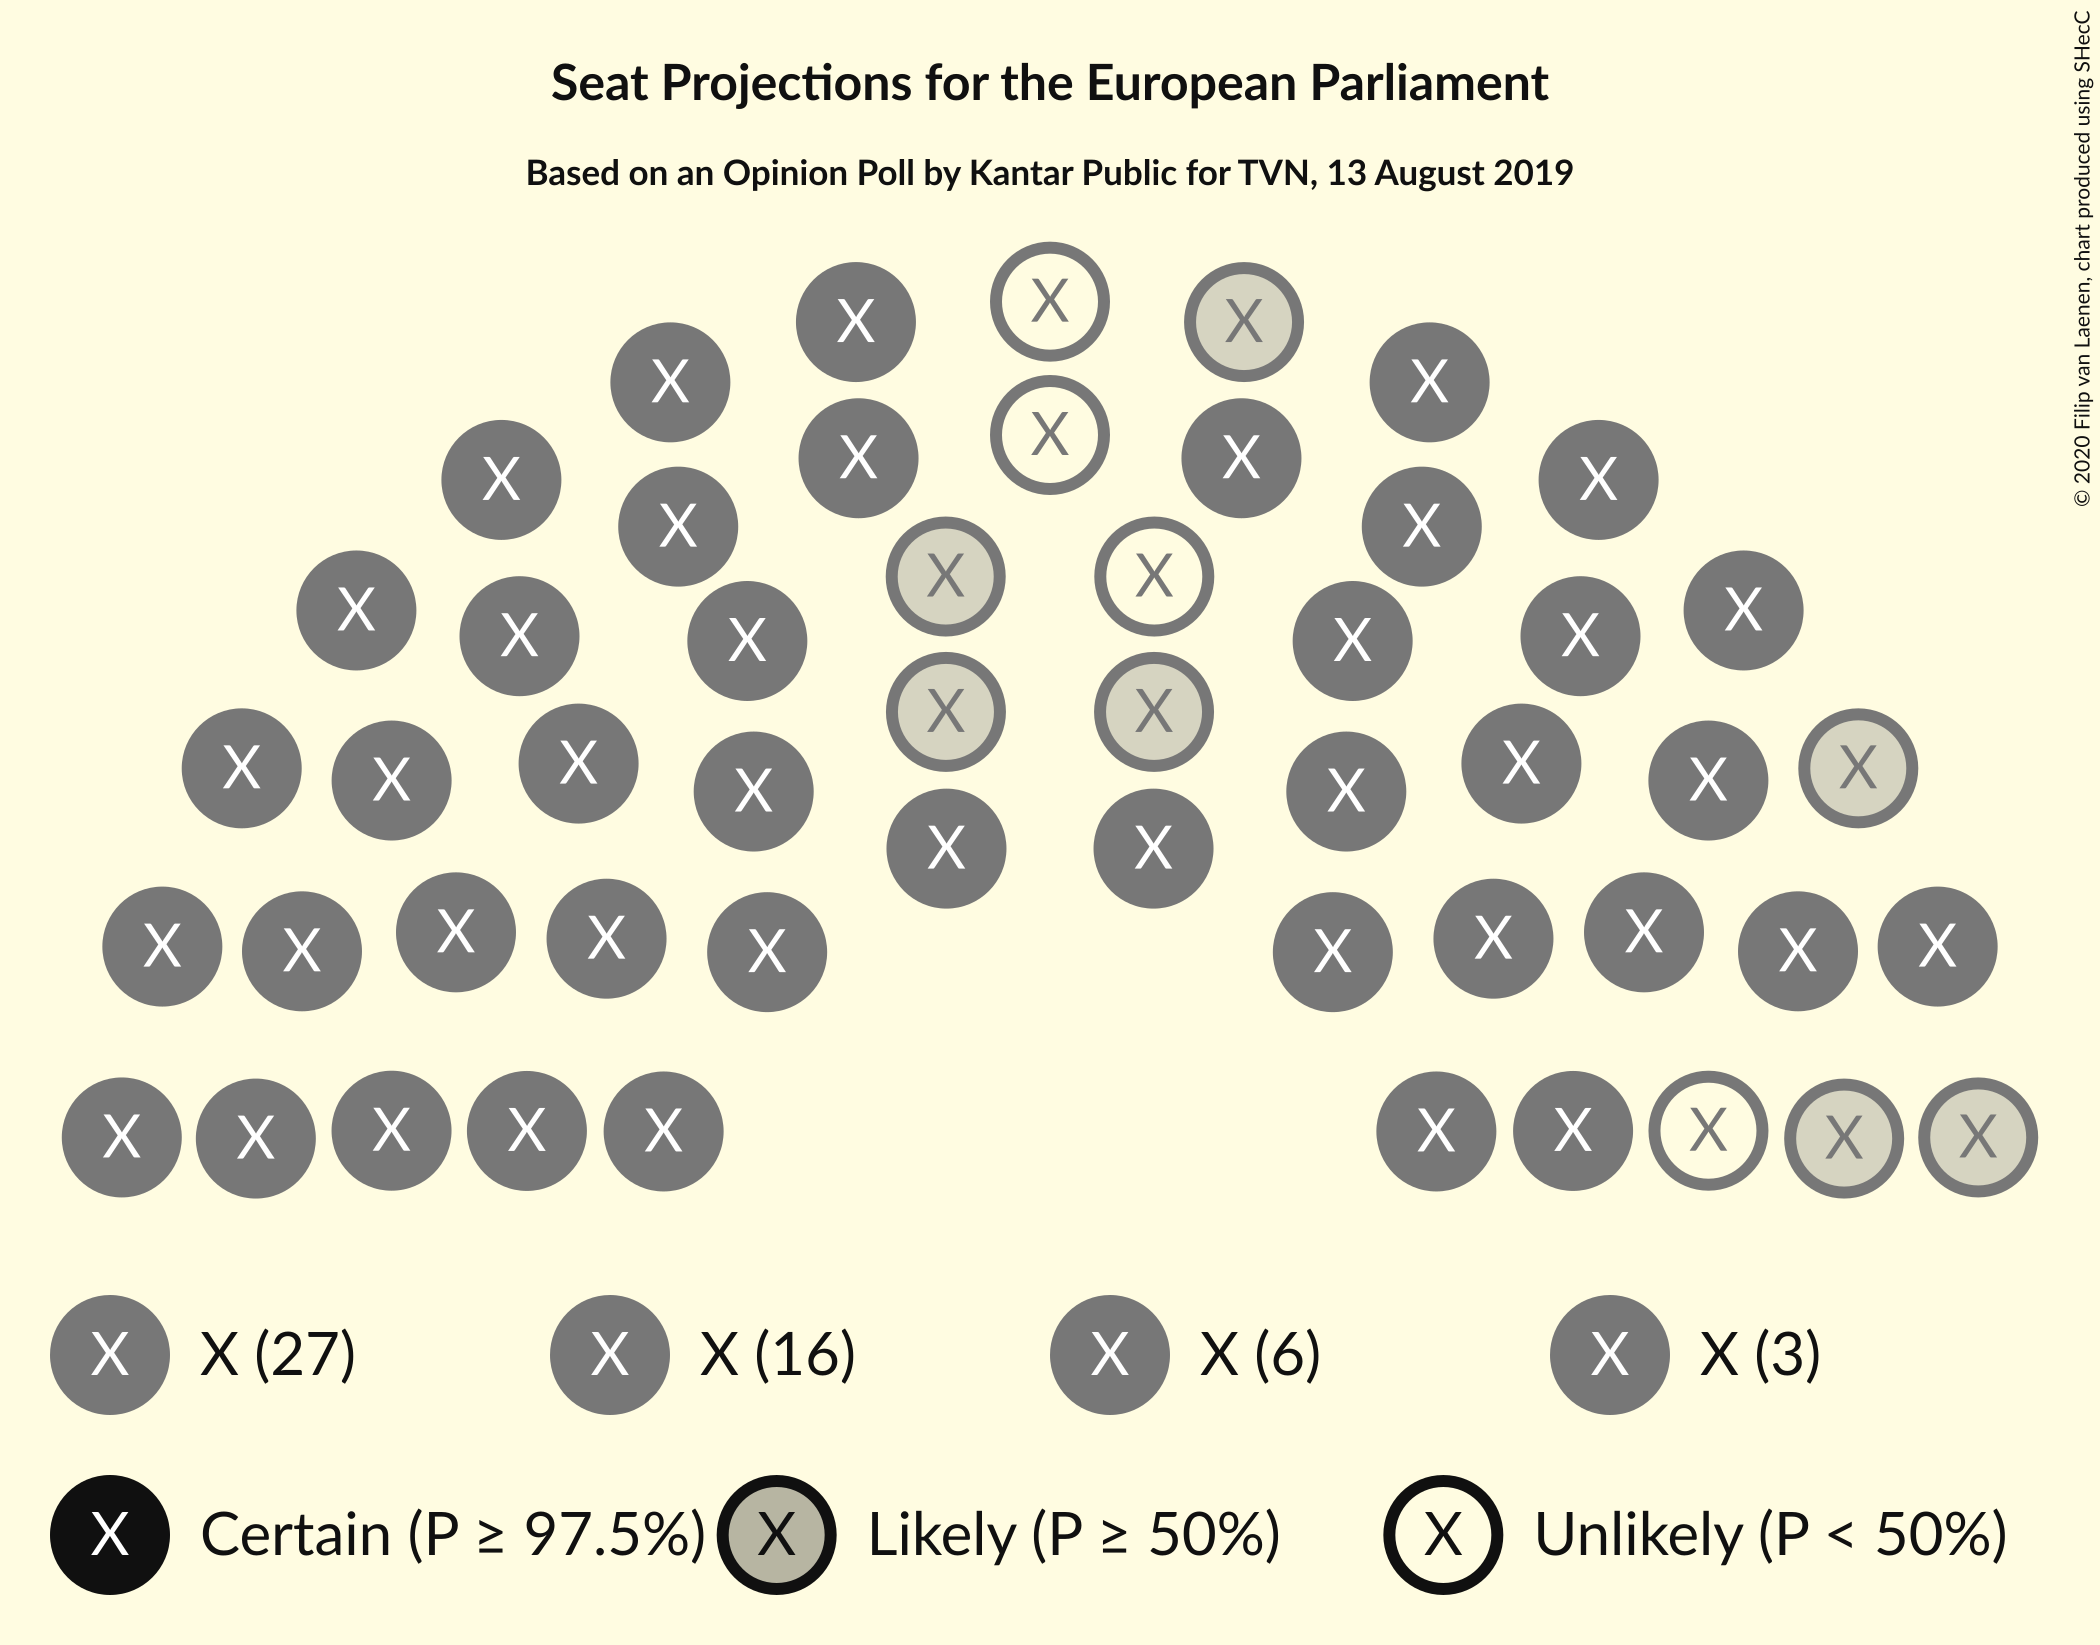 Seat Projections for the European Parliament
Based on an Opinion Poll by Kantar Public for TVN, 13 August 2019
© 2020 Filip van Laenen, chart produced using SHecC
X X X
X X X X X
X X X X X
X X
X X X X X X
X X X X
X X X X
X X X X
X X
X X X X
X X X X X X
X X X X X X X X X X
X X X X X X
X X (27) X X (16) X X (6) X X (3)
X Certain (P ≥ 97.5%) X Likely (P ≥ 50%) X Unlikely (P < 50%)